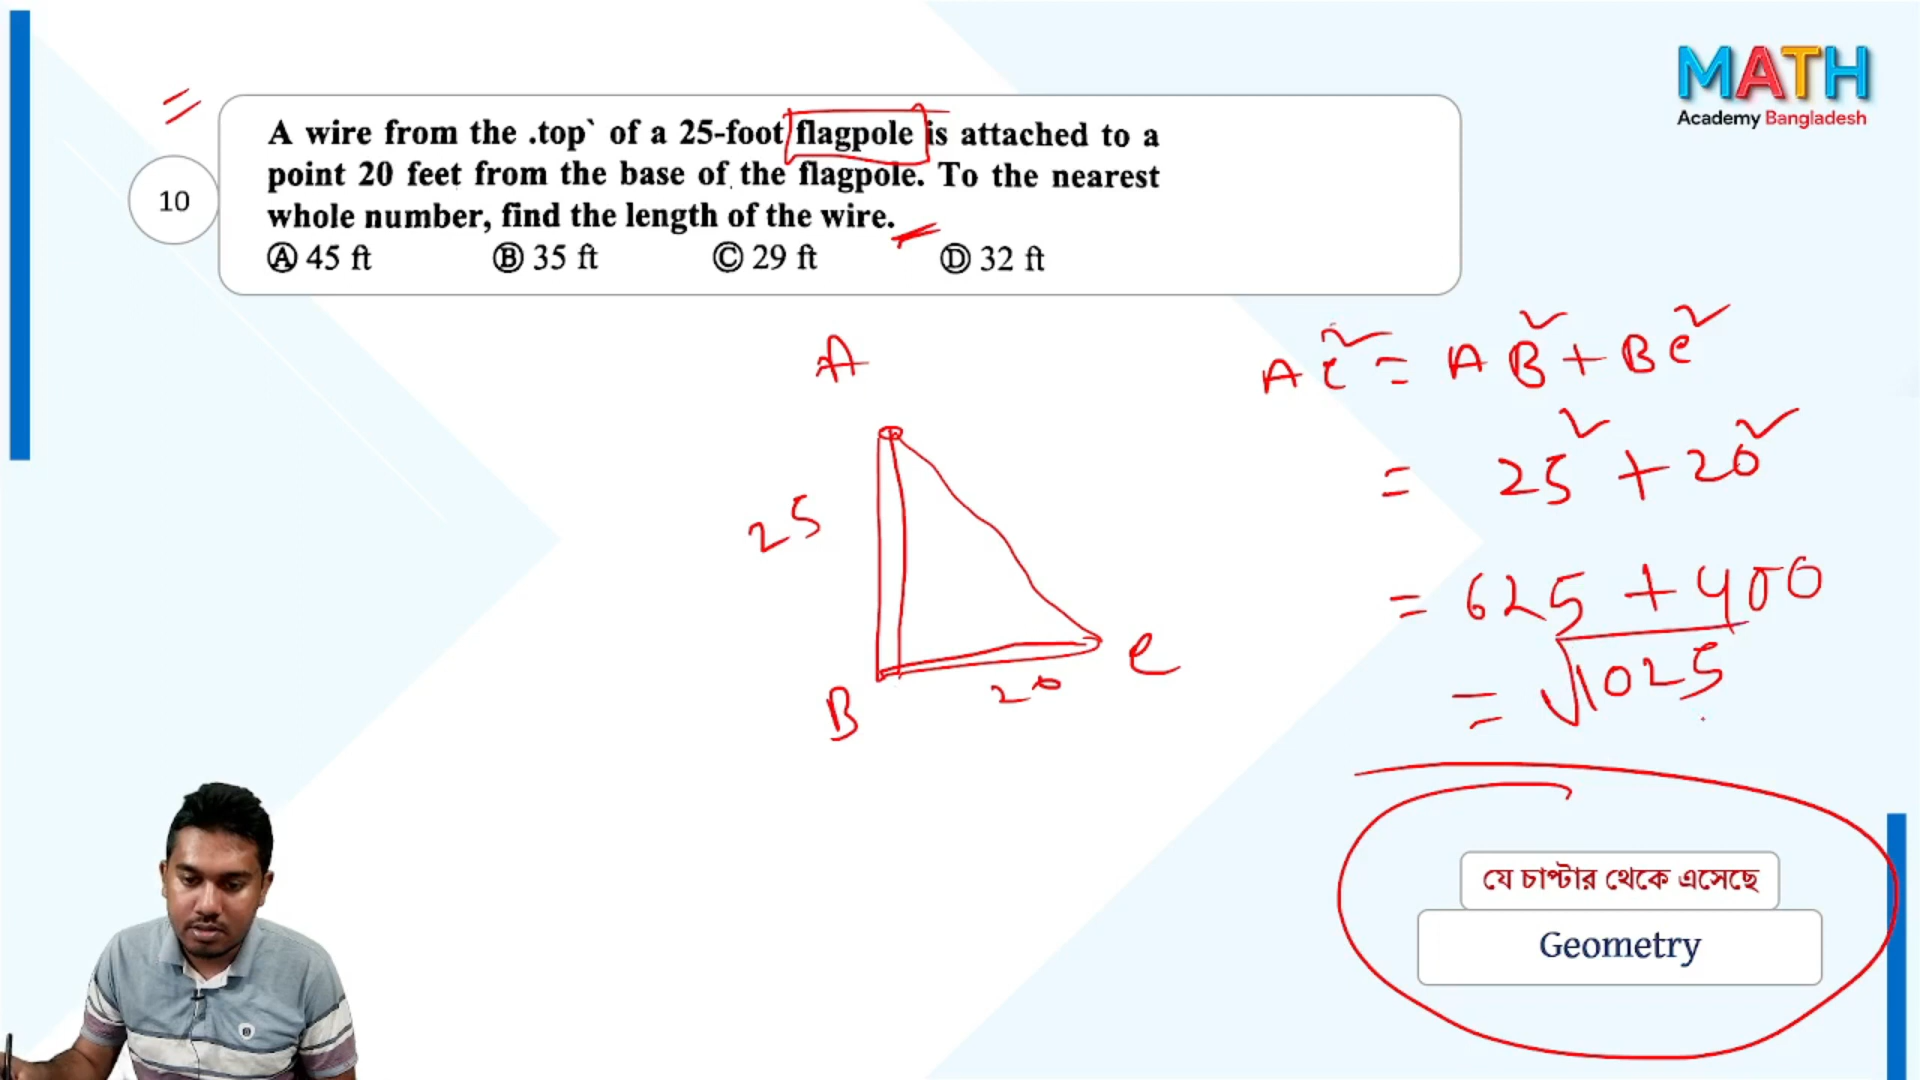 MATH
Academy Bangladesh
10
A wire from the .top` of a 25-foot flagpole is attached to a
point 20 feet from the base of the flagpole. To the nearest
whole number, find the length of the wire.
Ⓐ 45 ft Ⓑ 35 ft Ⓒ 29 ft Ⓓ 32 ft
A
25
B
20
C
AC² = AB² + BC²
= 25² + 20²
= 625 + 400
= √1025
যে চাপ্টার থেকে এসেছে
Geometry